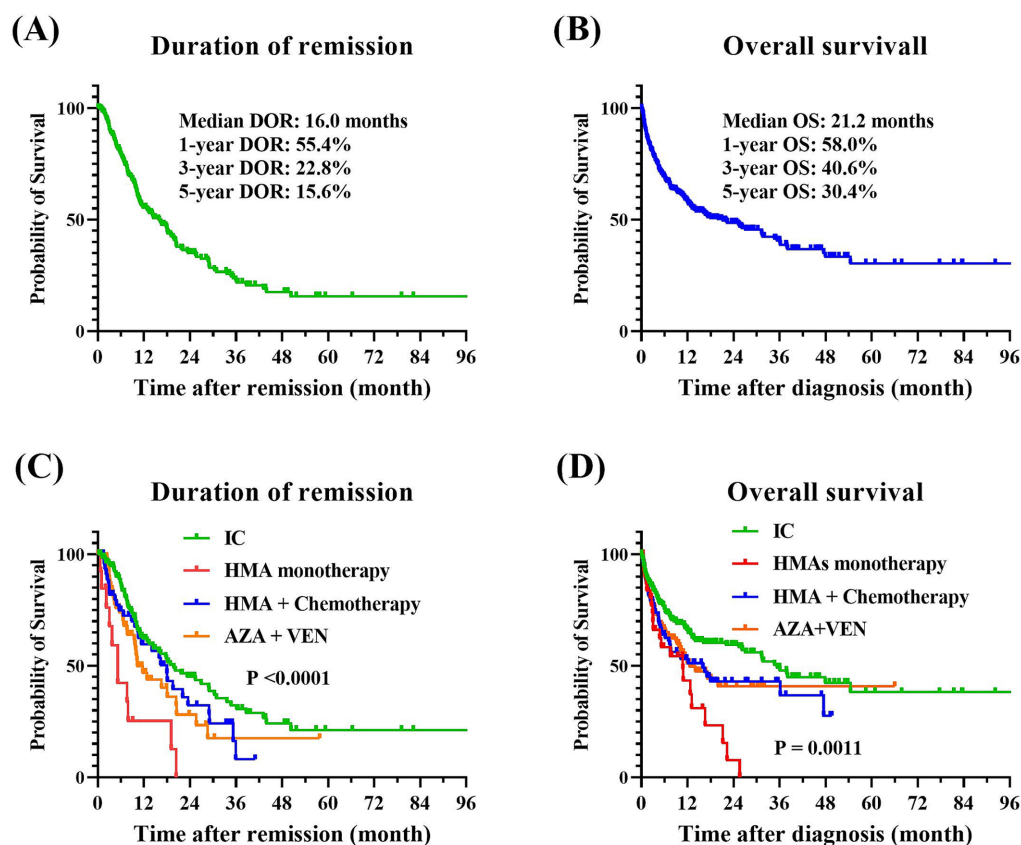 (A)
Duration of remission
Probability of Survival
100
50
0
Median DOR: 16.0 months
1-year DOR: 55.4%
3-year DOR: 22.8%
5-year DOR: 15.6%
0 12 24 36 48 60 72 84 96
Time after remission (month)
(B)
Overall survivall
Probability of Survival
100
50
0
Median OS: 21.2 months
1-year OS: 58.0%
3-year OS: 40.6%
5-year OS: 30.4%
0 12 24 36 48 60 72 84 96
Time after diagnosis (month)
(C)
Duration of remission
Probability of Survival
100
50
0
IC
HMA monotherapy
HMA + Chemotherapy
AZA + VEN
P <0.0001
0 12 24 36 48 60 72 84 96
Time after remission (month)
(D)
Overall survival
Probability of Survival
100
50
0
IC
HMAs monotherapy
HMA + Chemotherapy
AZA+VEN
P = 0.0011
0 12 24 36 48 60 72 84 96
Time after diagnosis (month)